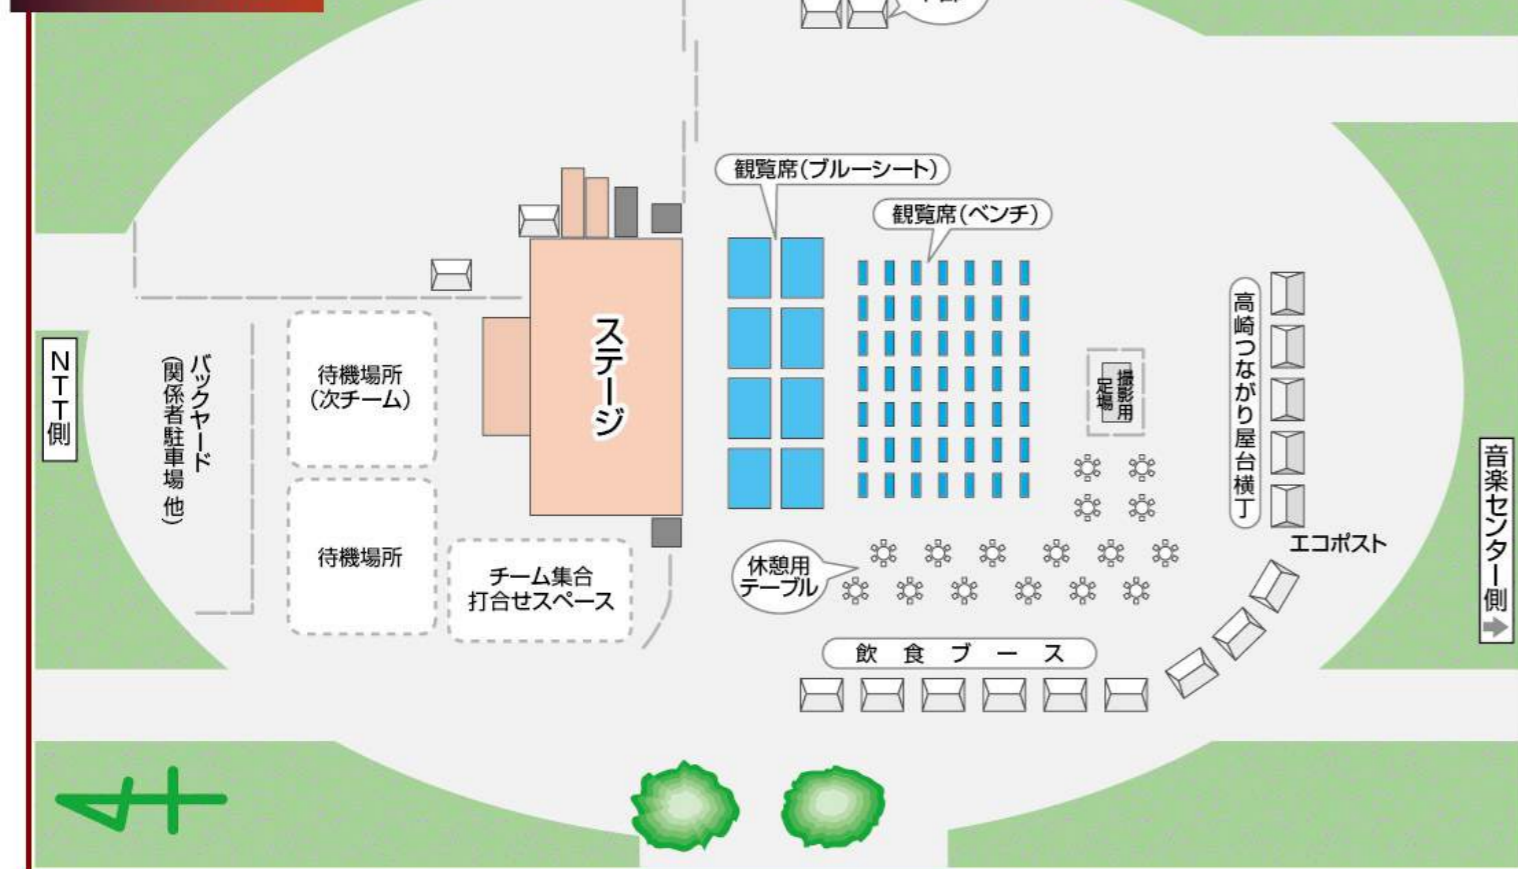 観覧席(ブルーシート)
観覧席(ベンチ)
ステージ
高崎つながり屋台横丁
NTT側
バックヤード
(関係者駐車場 他)
待機場所
(次チーム)
撮影用
足場
音楽センター側
エコポスト
待機場所
チーム集合
打合せスペース
休憩用
テーブル
飲食ブース